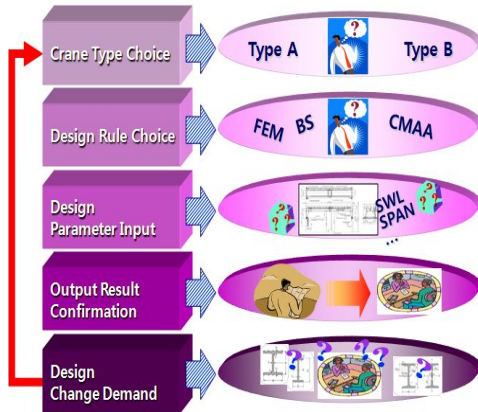 Crane Type Choice
Type A
?
Type B
Design Rule Choice
FEM BS
?
CMAA
Design
Parameter Input
? ? ?
SWL
SPAN
...
? ? ?
Output Result
Confirmation
Design
Change Demand
? ? ? ? ? ?